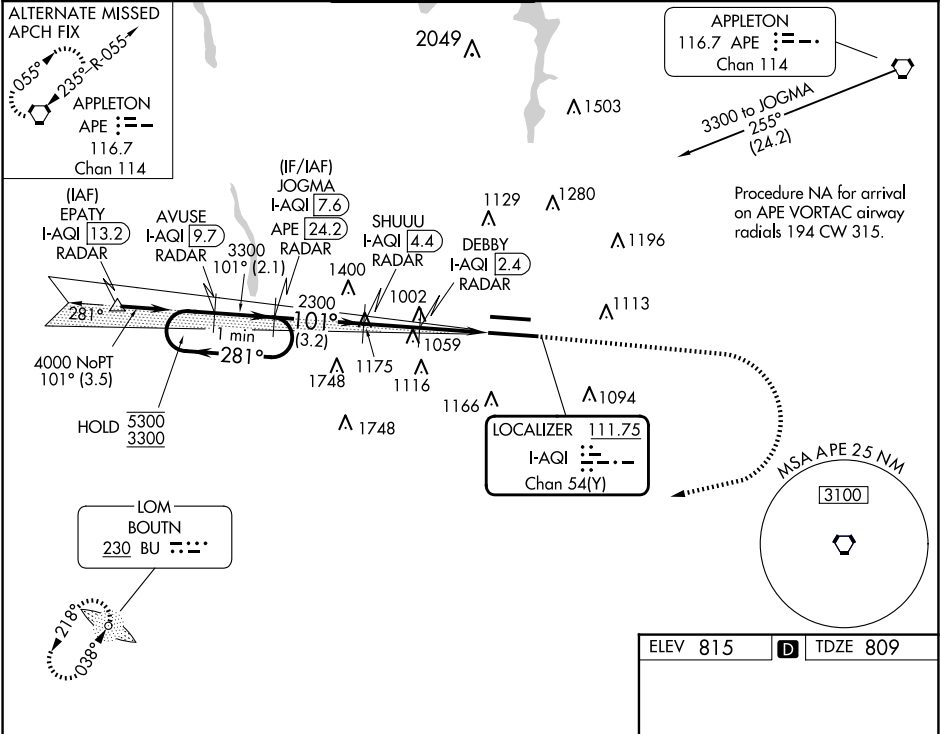 ALTERNATE MISSED
APCH FIX
055°
235°
R-055
APPLETON
APE
116.7
Chan 114
2049
1503
APPLETON
116.7 APE
Chan 114
3300 to JOGMA
255°
(24.2)
Procedure NA for arrival
on APE VORTAC airway
radials 194 CW 315.
(IAF)
EPATY
I-AQI 13.2
RADAR
AVUSE
I-AQI 9.7
RADAR
3300
101° (2.1)
(IF/IAF)
JOGMA
I-AQI 7.6
APE 24.2
RADAR
SHUUU
I-AQI 4.4
RADAR
DEBBY
I-AQI 2.4
RADAR
1129
1280
1196
1400
1002
1113
281°
2300
101°
(3.2)
1 min
281°
1059
4000 NoPT
101° (3.5)
1748
1175
1116
1166
1094
1748
HOLD 5300
3300
LOCALIZER 111.75
I-AQI
Chan 54(Y)
MSA APE 25 NM
3100
LOM
BOUTN
230 BU
218°
038°
ELEV 815 D TDZE 809